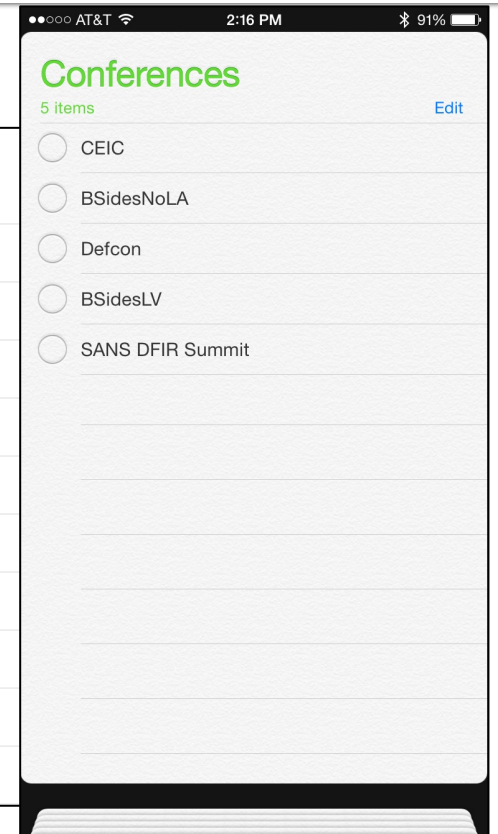 AT&T 2:16 PM 91%
Conferences
5 items Edit
CEIC
BSidesNoLA
Defcon
BSidesLV
SANS DFIR Summit